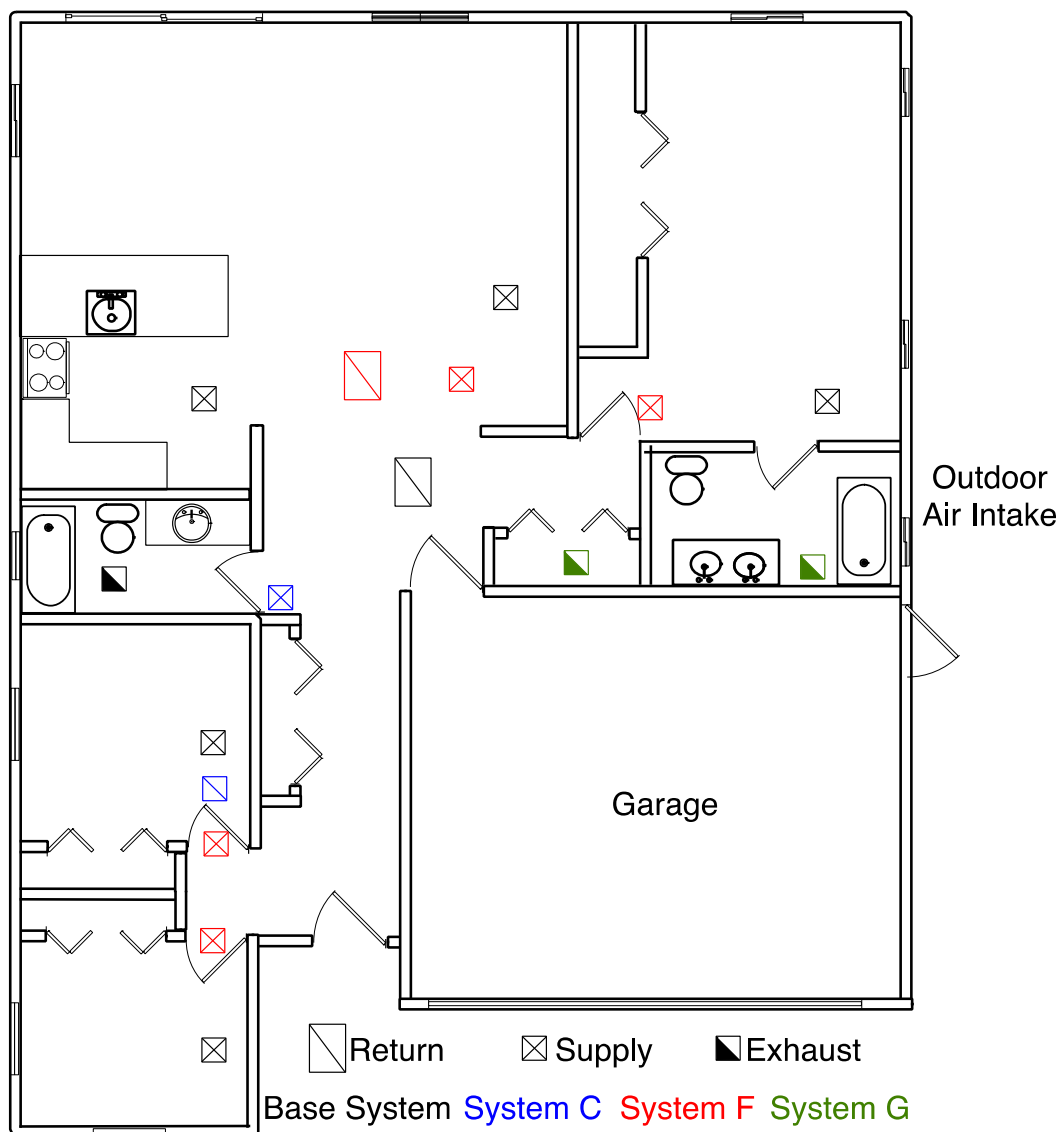 Outdoor
Air Intake
Garage
Return Supply Exhaust
Base System System C System F System G